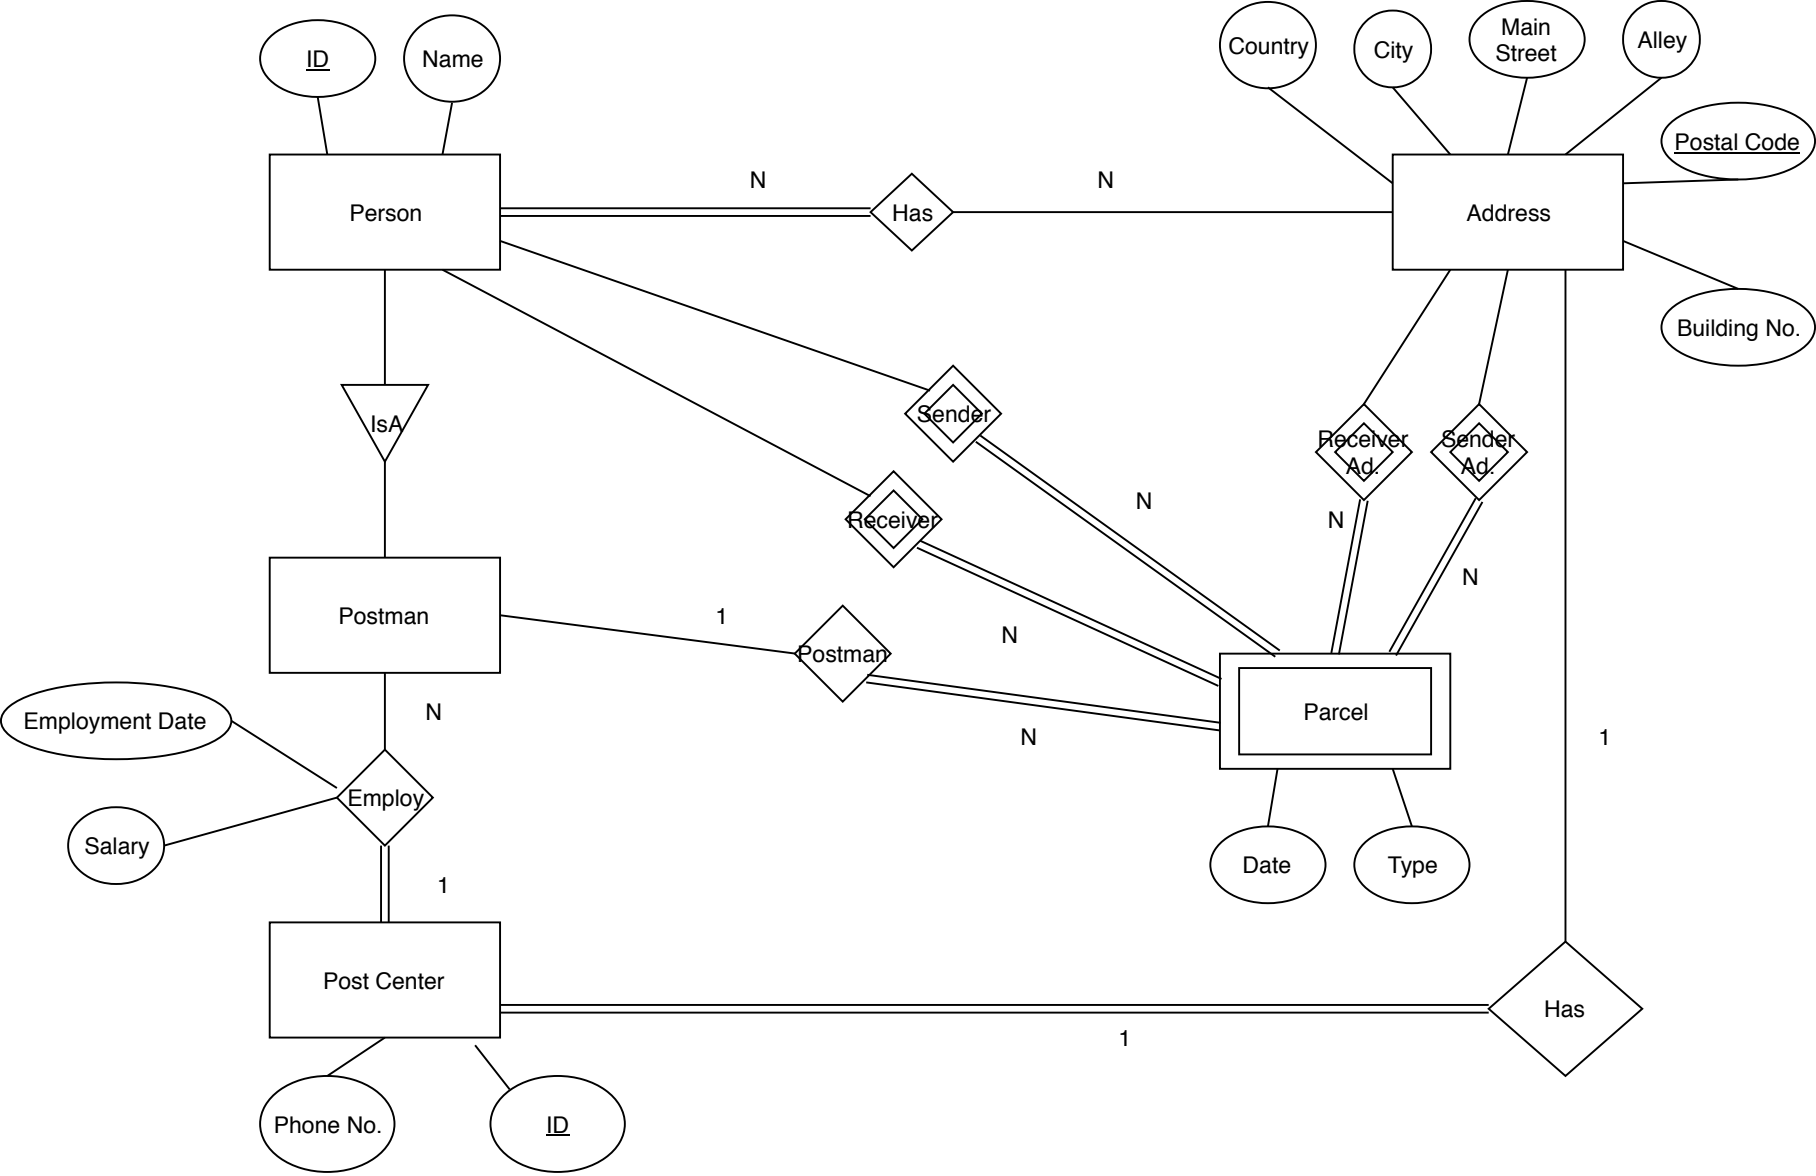 ID
Name
Country
City
Main
Street
Alley
Postal Code
Person
N
Has
N
Address
Building No.
IsA
Sender
Receiver
Ad.
Sender
Ad.
N
Receiver
N
N
Postman
1
Postman
N
N
Parcel
Employment Date
N
N
1
Employ
Salary
1
Date
Type
Post Center
1
Has
Phone No.
ID